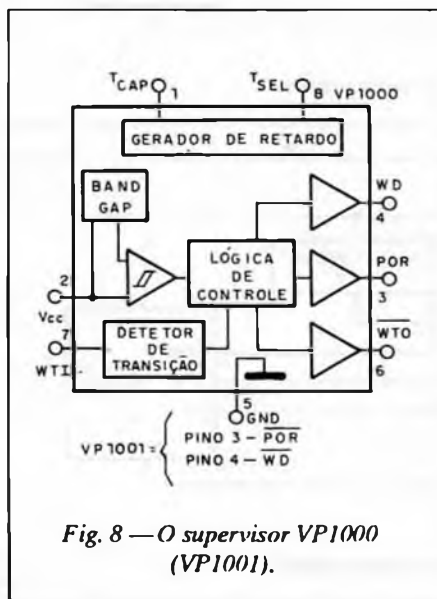 TCAP 1 TSEL 8 VP1000
GERADOR DE RETARDO
BAND
GAP
WD
4
LÓGICA
DE
CONTROLE
POR
3
2
Vcc
7
WTI
DETETOR
DE
TRANSIÇÃO
WTO
6
5
GND
VP1001= { PINO 3 - POR
PINO 4 - WD
Fig. 8 — O supervisor VP1000
(VP1001).